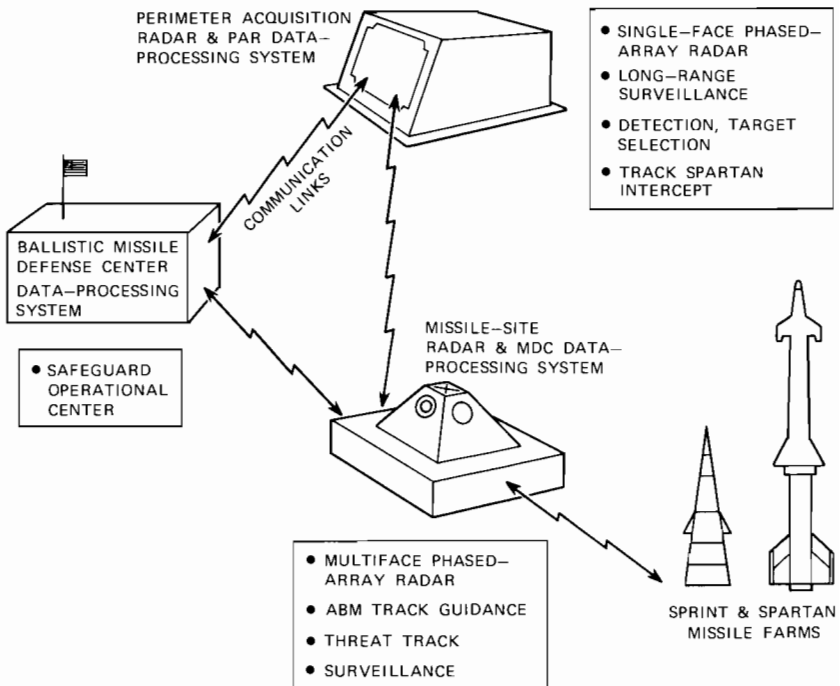 PERIMETER ACQUISITION
RADAR & PAR DATA-
PROCESSING SYSTEM
• SINGLE-FACE PHASED-
ARRAY RADAR
• LONG-RANGE
SURVEILLANCE
• DETECTION, TARGET
SELECTION
• TRACK SPARTAN
INTERCEPT
COMMUNICATION
LINKS
BALLISTIC MISSILE
DEFENSE CENTER
DATA-PROCESSING
SYSTEM
• SAFEGUARD
OPERATIONAL
CENTER
MISSILE-SITE
RADAR & MDC DATA-
PROCESSING SYSTEM
• MULTIFACE PHASED-
ARRAY RADAR
• ABM TRACK GUIDANCE
• THREAT TRACK
• SURVEILLANCE
SPRINT & SPARTAN
MISSILE FARMS